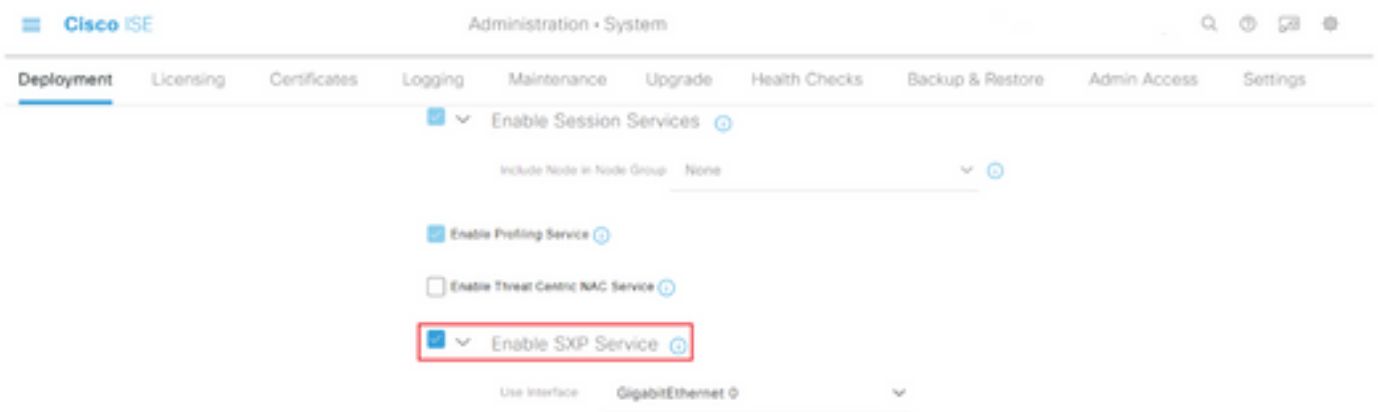 Cisco ISE
Administration • System
Deployment Licensing Certificates Logging Maintenance Upgrade Health Checks Backup & Restore Admin Access Settings
Enable Session Services
Include Node in Node Group None
Enable Profiling Service
Enable Threat Centric NAC Service
Enable SXP Service
Use Interface GigabitEthernet 0